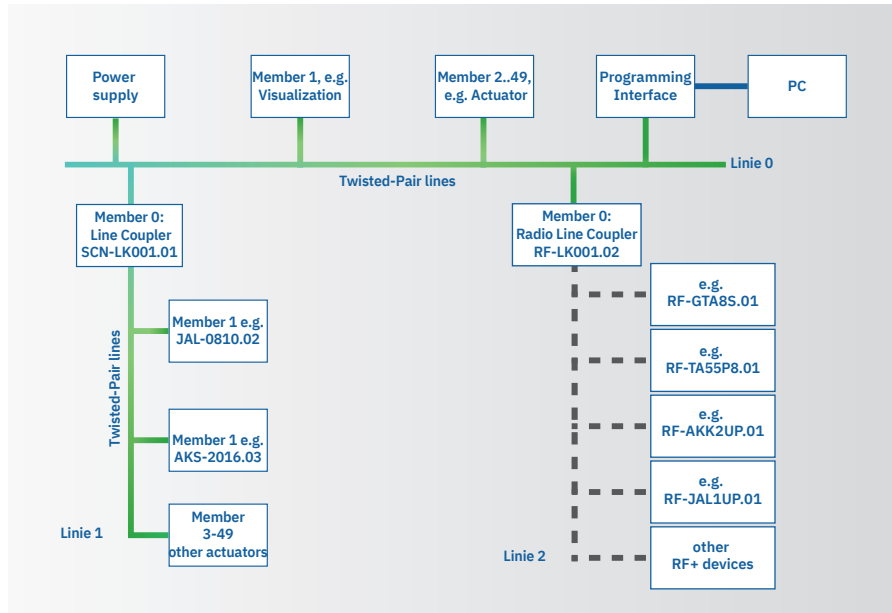 Power
supply
Member 1, e.g.
Visualization
Member 2..49,
e.g. Actuator
Programming
Interface
PC
Linie 0
Twisted-Pair lines
Member 0:
Line Coupler
SCN-LK001.01
Member 0:
Radio Line Coupler
RF-LK001.02
Twisted-Pair lines
Member 1 e.g.
JAL-0810.02
Member 1 e.g.
AKS-2016.03
Member
3-49
other actuators
Linie 1
e.g.
RF-GTA8S.01
e.g.
RF-TA55P8.01
e.g.
RF-AKK2UP.01
e.g.
RF-JAL1UP.01
other
RF+ devices
Linie 2